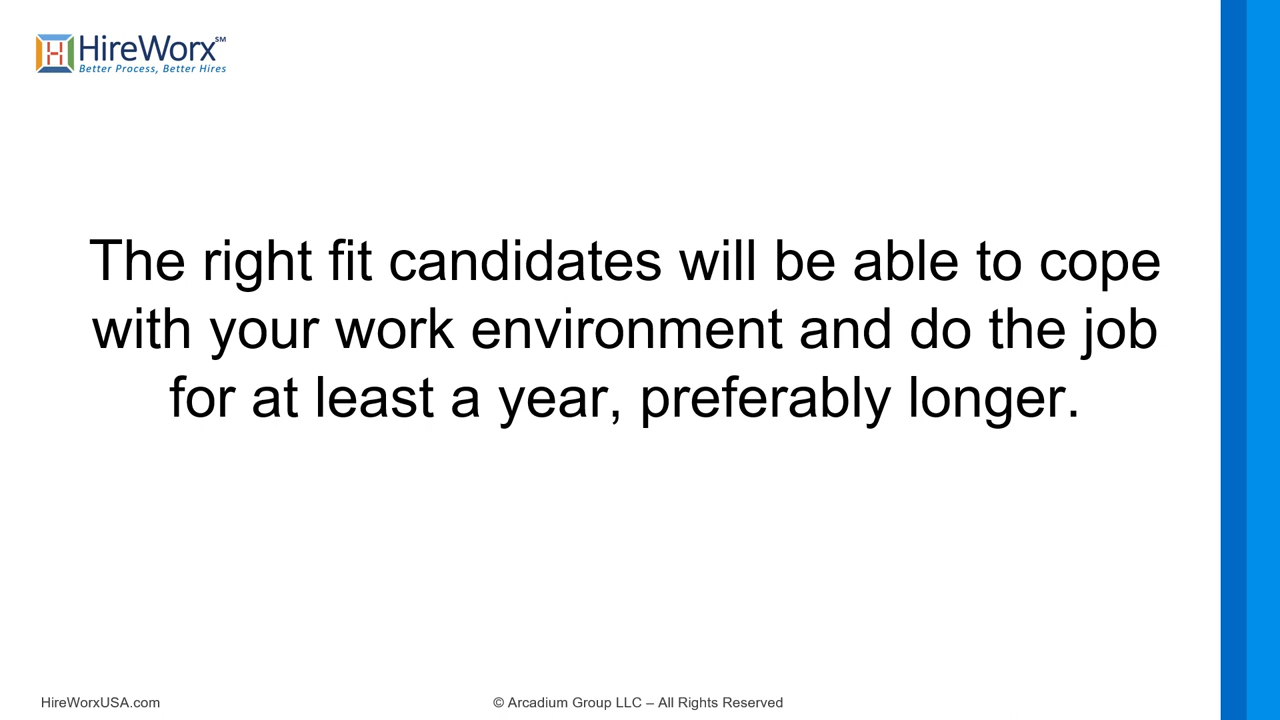 HireWorx℠
Better Process, Better Hires
The right fit candidates will be able to cope
with your work environment and do the job
for at least a year, preferably longer.
HireWorxUSA.com
© Arcadium Group LLC – All Rights Reserved